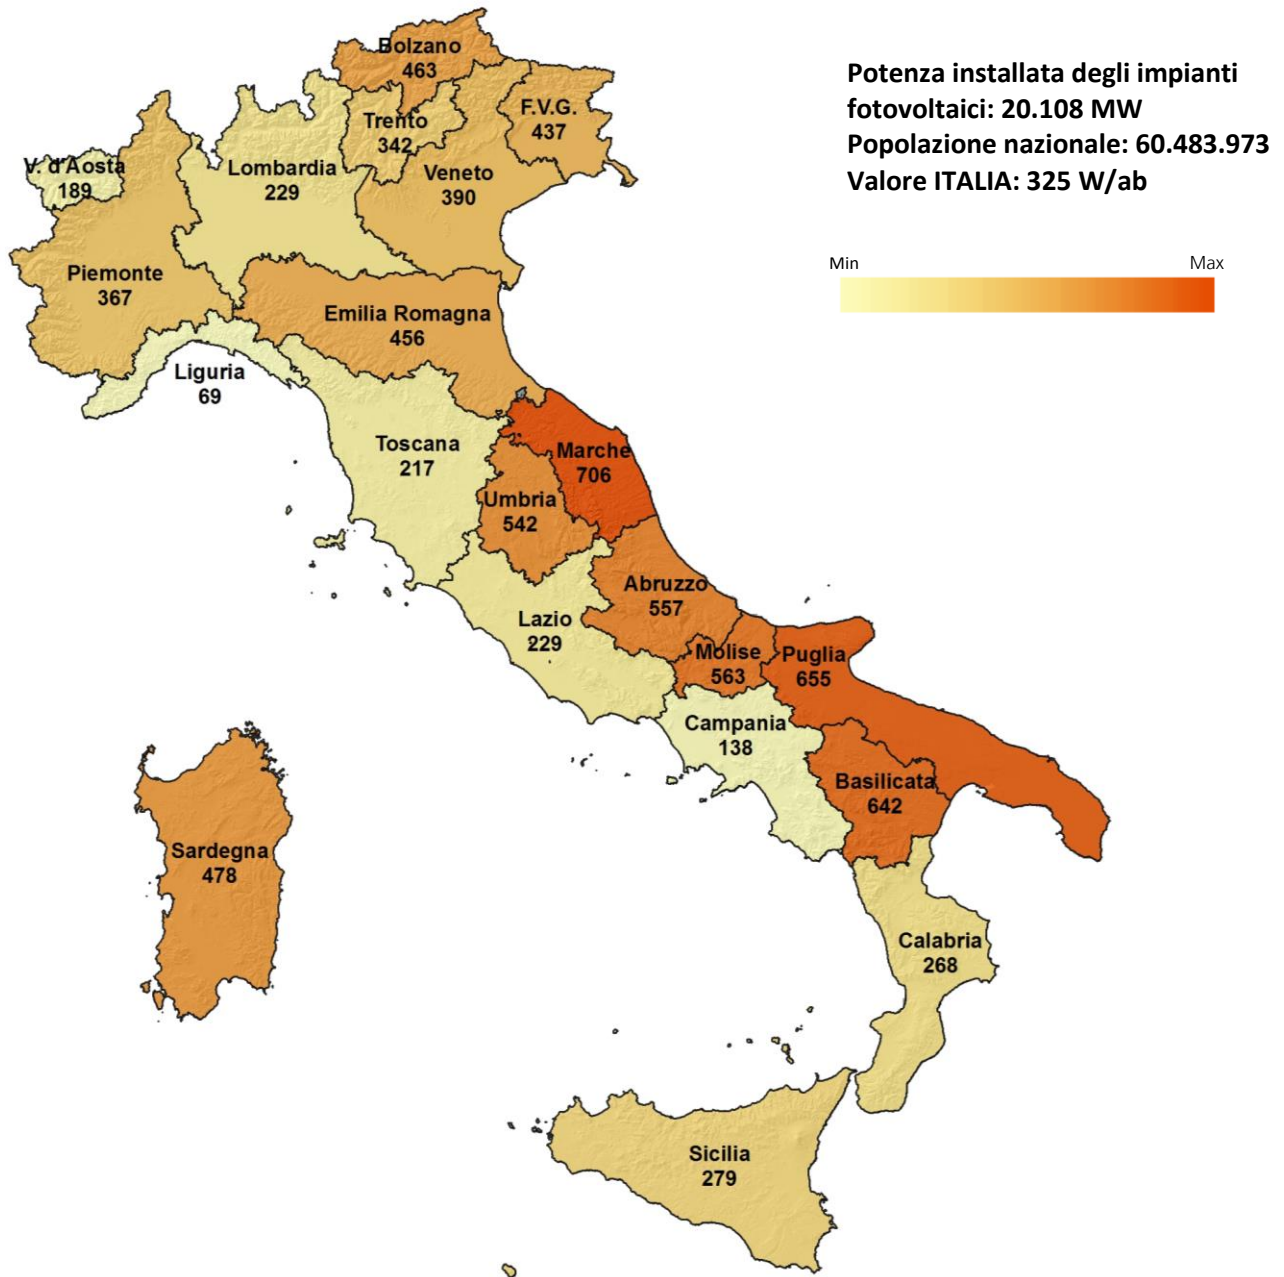 Potenza installata degli impianti
fotovoltaici: 20.108 MW
Popolazione nazionale: 60.483.973
Valore ITALIA: 325 W/ab
Min
Max
Bolzano
463
Trento
342
F.V.G.
437
V. d'Aosta
189
Lombardia
229
Veneto
390
Piemonte
367
Emilia Romagna
456
Liguria
69
Toscana
217
Marche
706
Umbria
542
Abruzzo
557
Lazio
229
Molise
563
Puglia
655
Campania
138
Basilicata
642
Sardegna
478
Calabria
268
Sicilia
279